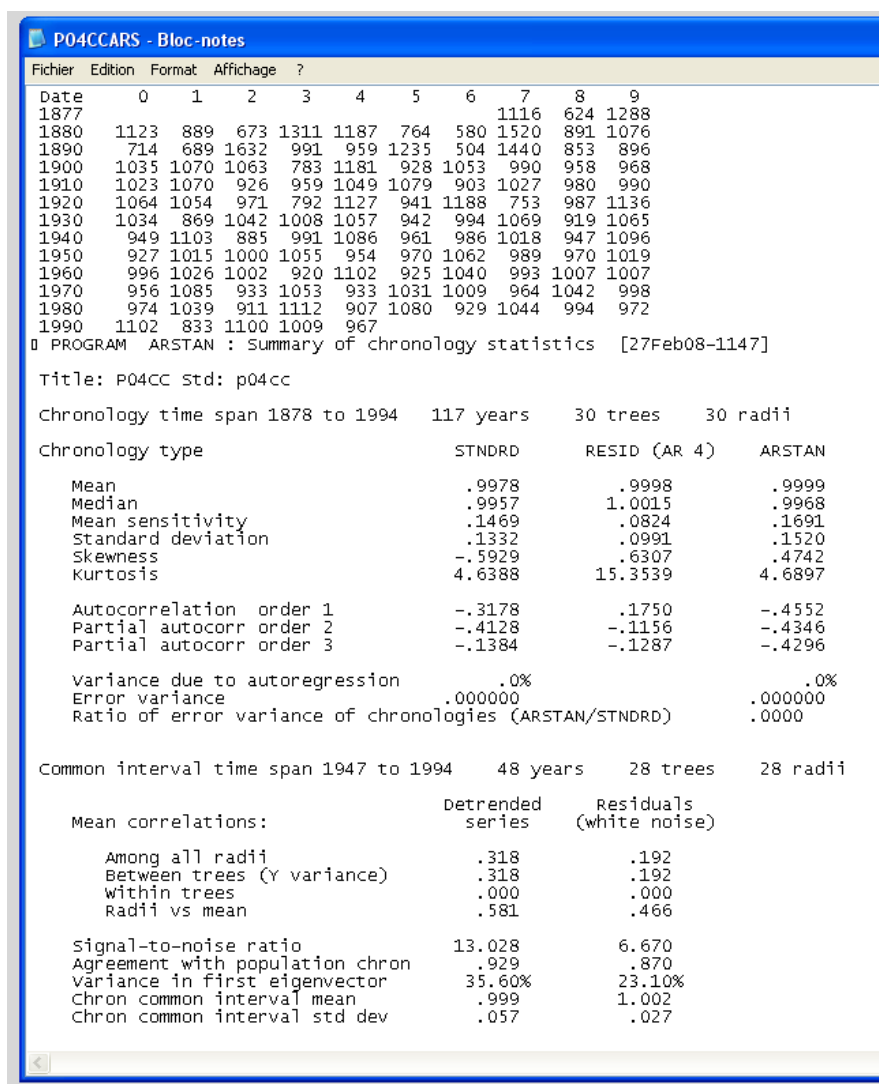 P04CCARS - Bloc-notes
Fichier Edition Format Affichage ?
Date 0 1 2 3 4 5 6 7 8 9
1877 1116 624 1288
1880 1123 889 673 1311 1187 764 580 1520 891 1076
1890 714 689 1632 991 959 1235 504 1440 853 896
1900 1035 1070 1063 783 1181 928 1053 990 958 968
1910 1023 1070 926 959 1049 1079 903 1027 980 990
1920 1064 1054 971 792 1127 941 1188 753 987 1136
1930 1034 869 1042 1008 1057 942 994 1069 919 1065
1940 949 1103 885 991 1086 961 986 1018 947 1096
1950 927 1015 1000 1055 954 970 1062 989 970 1019
1960 996 1026 1002 920 1102 925 1040 993 1007 1007
1970 956 1085 933 1053 933 1031 1009 964 1042 998
1980 974 1039 911 1112 907 1080 929 1044 994 972
1990 1102 833 1100 1009 967
PROGRAM ARSTAN : Summary of chronology statistics [27Feb08-1147]
Title: P04CC Std: p04cc
Chronology time span 1878 to 1994 117 years 30 trees 30 radii
Chronology type STNDRD RESID (AR 4) ARSTAN
Mean .9978 .9998 .9999
Median .9957 1.0015 .9968
Mean sensitivity .1469 .0824 .1691
Standard deviation .1332 .0991 .1520
Skewness -.5929 .6307 .4742
Kurtosis 4.6388 15.3539 4.6897
Autocorrelation order 1 -.3178 .1750 -.4552
Partial autocorr order 2 -.4128 -.1156 -.4346
Partial autocorr order 3 -.1384 -.1287 -.4296
Variance due to autoregression .0% .0%
Error variance .000000 .000000
Ratio of error variance of chronologies (ARSTAN/STNDRD) .0000
Common interval time span 1947 to 1994 48 years 28 trees 28 radii
Detrended Residuals
Mean correlations: series (white noise)
Among all radii .318 .192
Between trees (Y variance) .318 .192
Within trees .000 .000
Radii vs mean .581 .466
Signal-to-noise ratio 13.028 6.670
Agreement with population chron .929 .870
Variance in first eigenvector 35.60% 23.10%
Chron common interval mean .999 1.002
Chron common interval std dev .057 .027